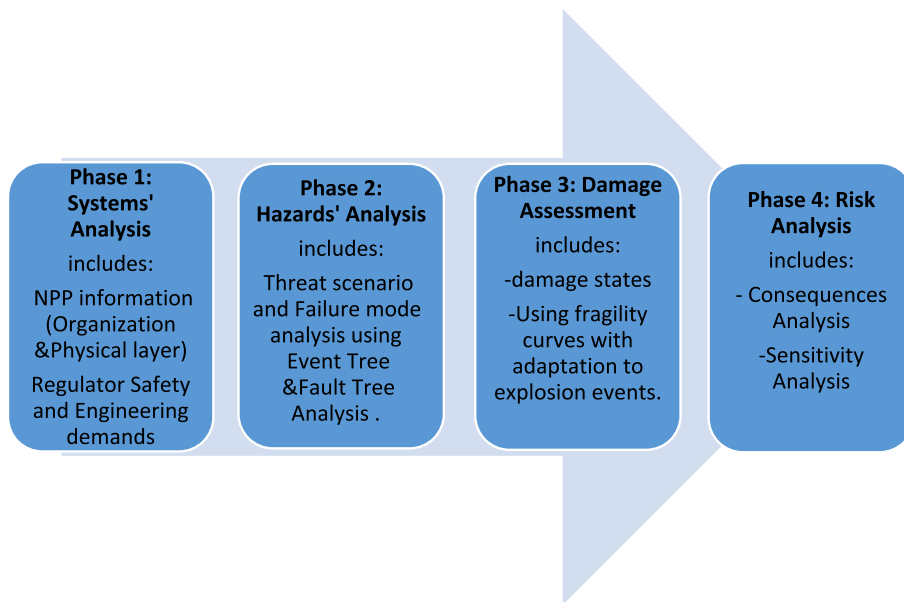 Phase 1:
Systems'
Analysis
includes:
NPP information
(Organization
&Physical layer)
Regulator Safety
and Engineering
demands
Phase 2:
Hazards' Analysis
includes:
Threat scenario
and Failure mode
analysis using
Event Tree
&Fault Tree
Analysis .
Phase 3: Damage
Assessment
includes:
-damage states
-Using fragility
curves with
adaptation to
explosion events.
Phase 4: Risk
Analysis
includes:
- Consequences
Analysis
-Sensitivity
Analysis